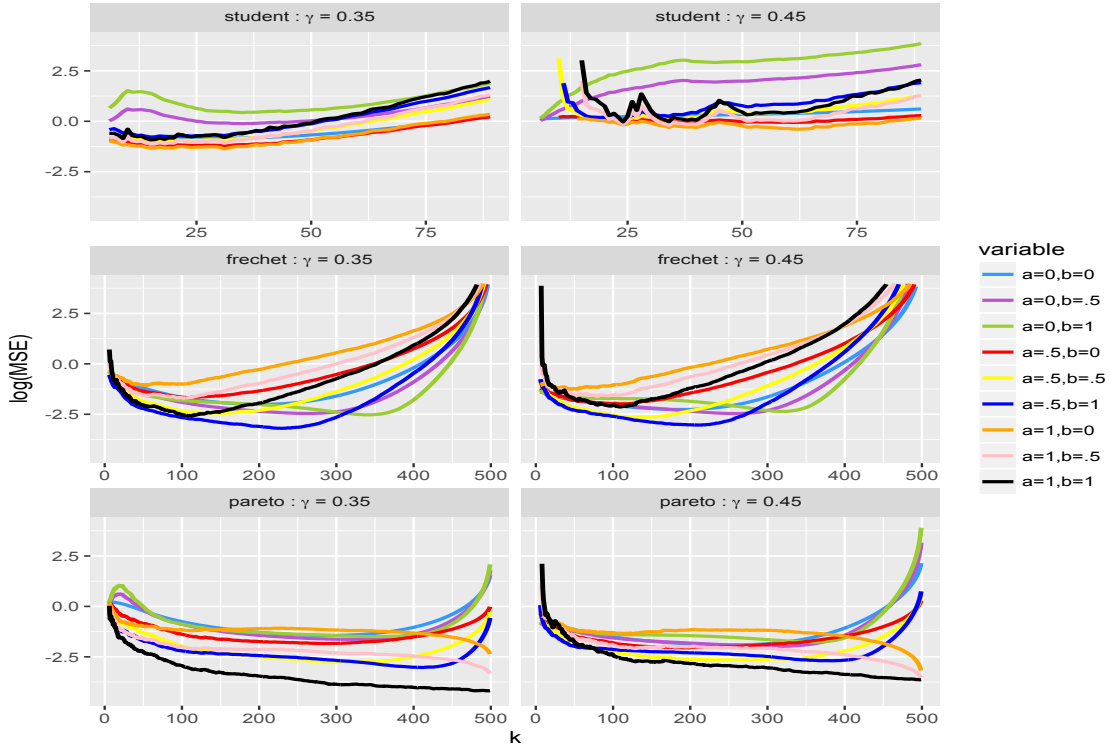 student : γ = 0.35
student : γ = 0.45
2.5
0.0
-2.5
25
50
75
25
50
75
frechet : γ = 0.35
frechet : γ = 0.45
2.5
0.0
-2.5
0
100
200
300
400
500
0
100
200
300
400
500
pareto : γ = 0.35
pareto : γ = 0.45
2.5
0.0
-2.5
0
100
200
300
400
500
0
100
200
300
400
500
log(MSE)
k
variable
a=0,b=0
a=0,b=.5
a=0,b=1
a=.5,b=0
a=.5,b=.5
a=.5,b=1
a=1,b=0
a=1,b=.5
a=1,b=1